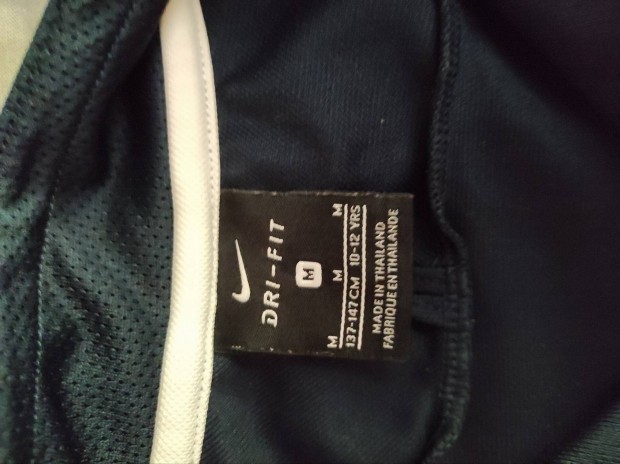 DRI-FIT
M
M M M
137-147CM 10-12 YRS
MADE IN THAILAND
FABRIQUE EN THAILANDE